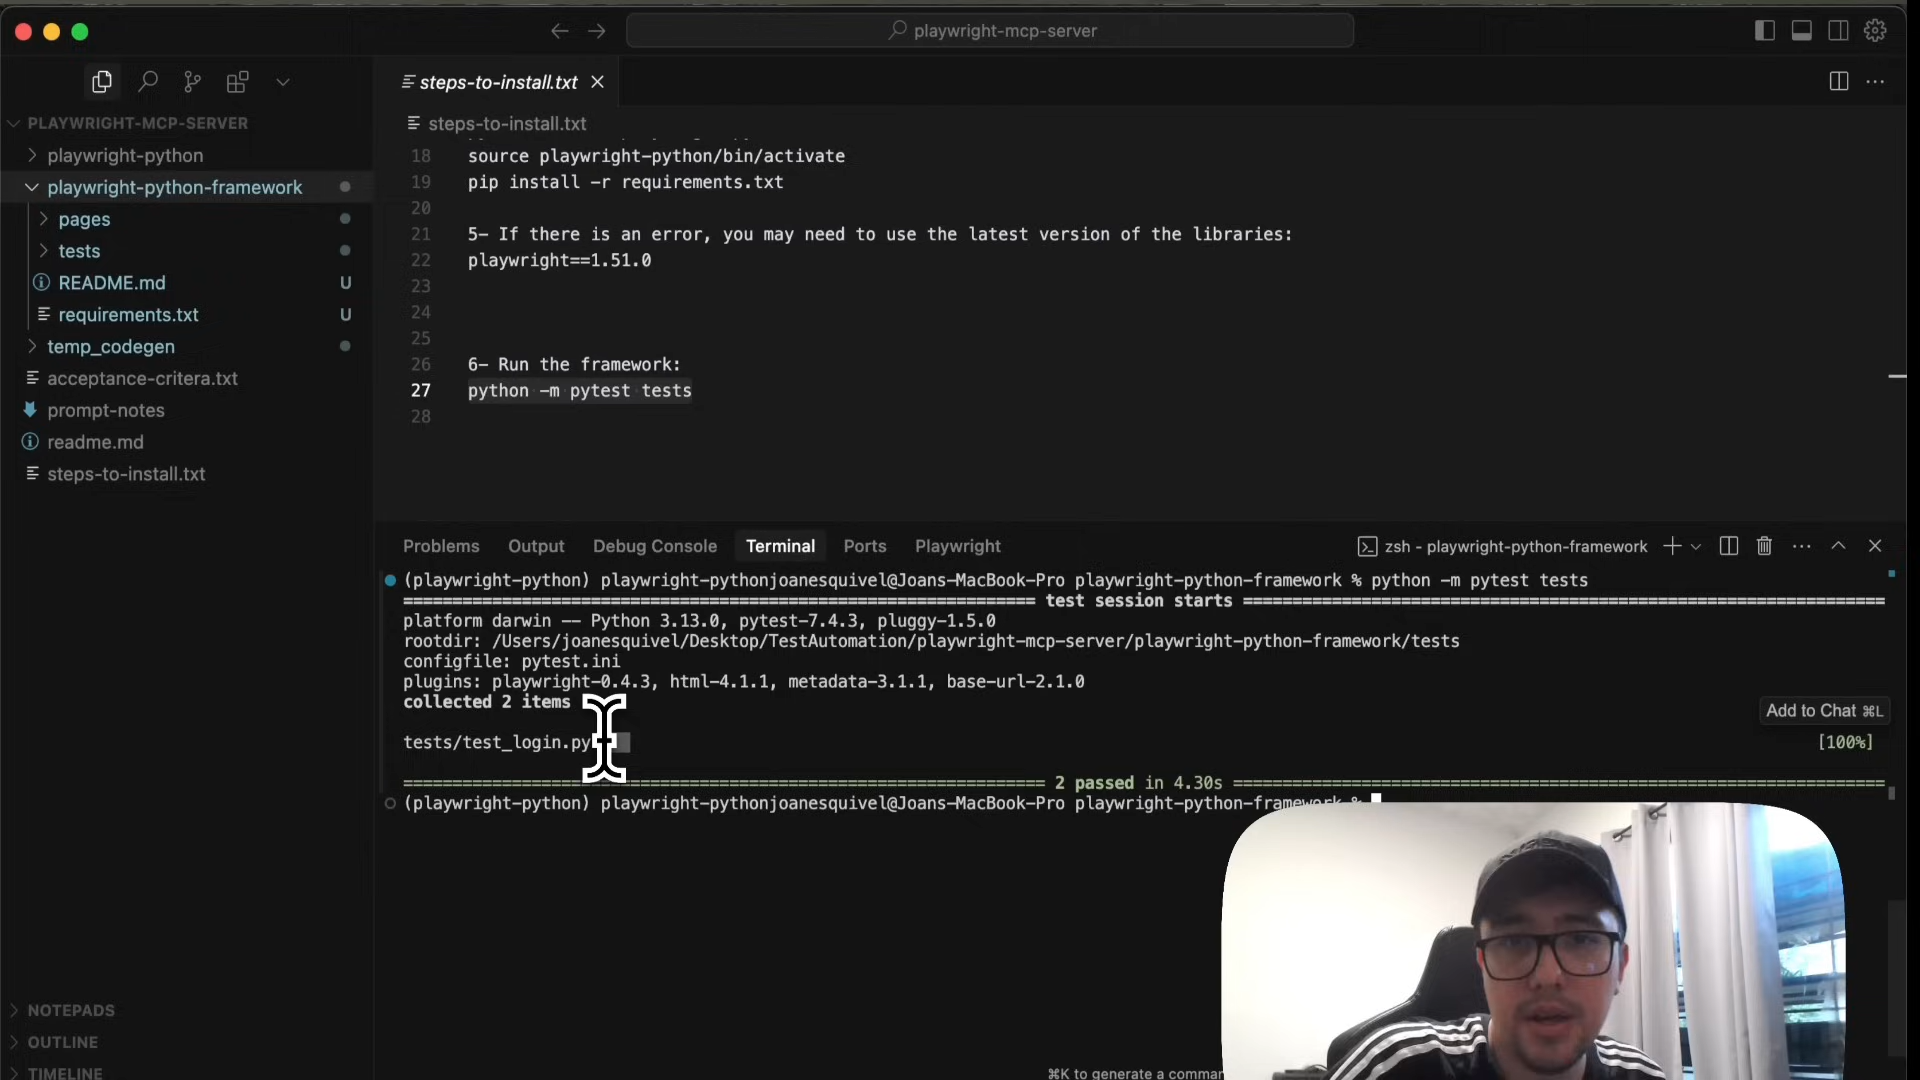 playwright-mcp-server
steps-to-install.txt
PLAYWRIGHT-MCP-SERVER
playwright-python
playwright-python-framework
pages
tests
README.md U
requirements.txt U
temp_codegen
acceptance-critera.txt
prompt-notes
readme.md
steps-to-install.txt
NOTEPADS
OUTLINE
TIMELINE
steps-to-install.txt
18 source playwright-python/bin/activate
19 pip install -r requirements.txt
20
21 5- If there is an error, you may need to use the latest version of the libraries:
22 playwright==1.51.0
23
24
25
26 6- Run the framework:
27 python -m pytest tests
28
Problems Output Debug Console Terminal Ports Playwright zsh - playwright-python-framework
(playwright-python) playwright-pythonjoanesquivel@Joans-MacBook-Pro playwright-python-framework % python -m pytest tests
test session starts
platform darwin -- Python 3.13.0, pytest-7.4.3, pluggy-1.5.0
rootdir: /Users/joanesquivel/Desktop/TestAutomation/playwright-mcp-server/playwright-python-framework/tests
configfile: pytest.ini
plugins: playwright-0.4.3, html-4.1.1, metadata-3.1.1, base-url-2.1.0
collected 2 items
Add to Chat ⌘L
tests/test_login.py [100%]
2 passed in 4.30s
(playwright-python) playwright-pythonjoanesquivel@Joans-MacBook-Pro playwright-python-framework %
⌘K to generate a comman